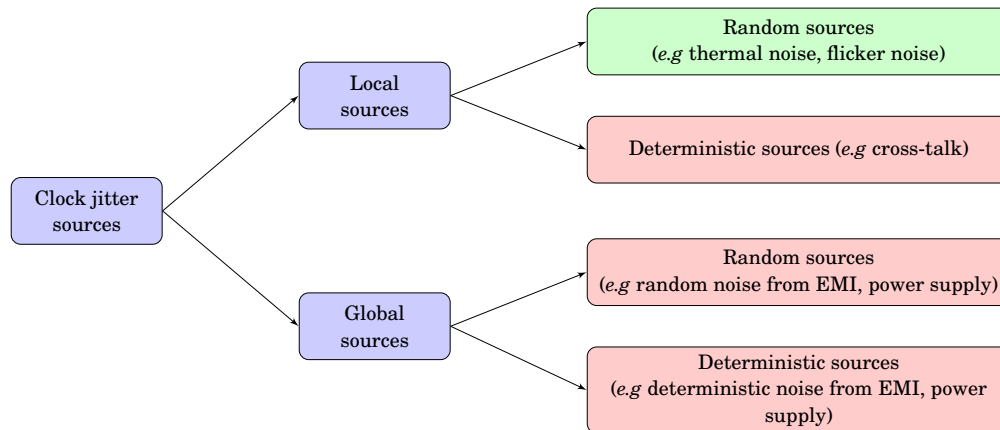 Random sources
(e.g thermal noise, flicker noise)
Local
sources
Deterministic sources (e.g cross-talk)
Clock jitter
sources
Random sources
(e.g random noise from EMI, power supply)
Global
sources
Deterministic sources
(e.g deterministic noise from EMI, power
supply)